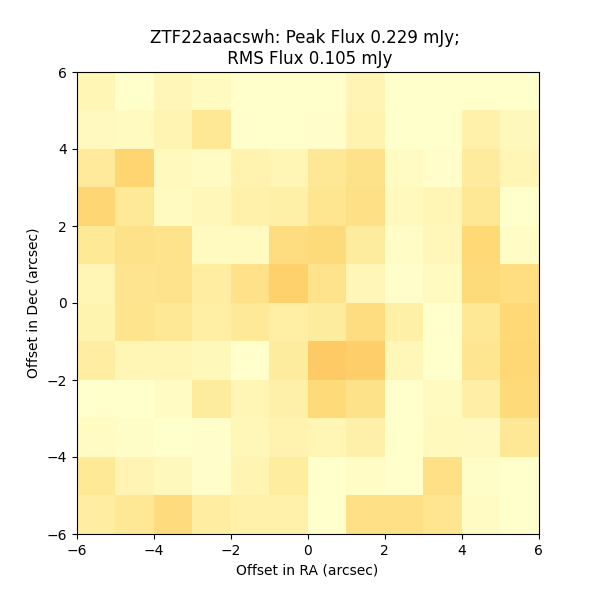 ZTF22aaacswh: Peak Flux 0.229 mJy;
RMS Flux 0.105 mJy
6
4
2
0
−2
−4
−6
Offset in Dec (arcsec)
−6 −4 −2 0 2 4 6
Offset in RA (arcsec)